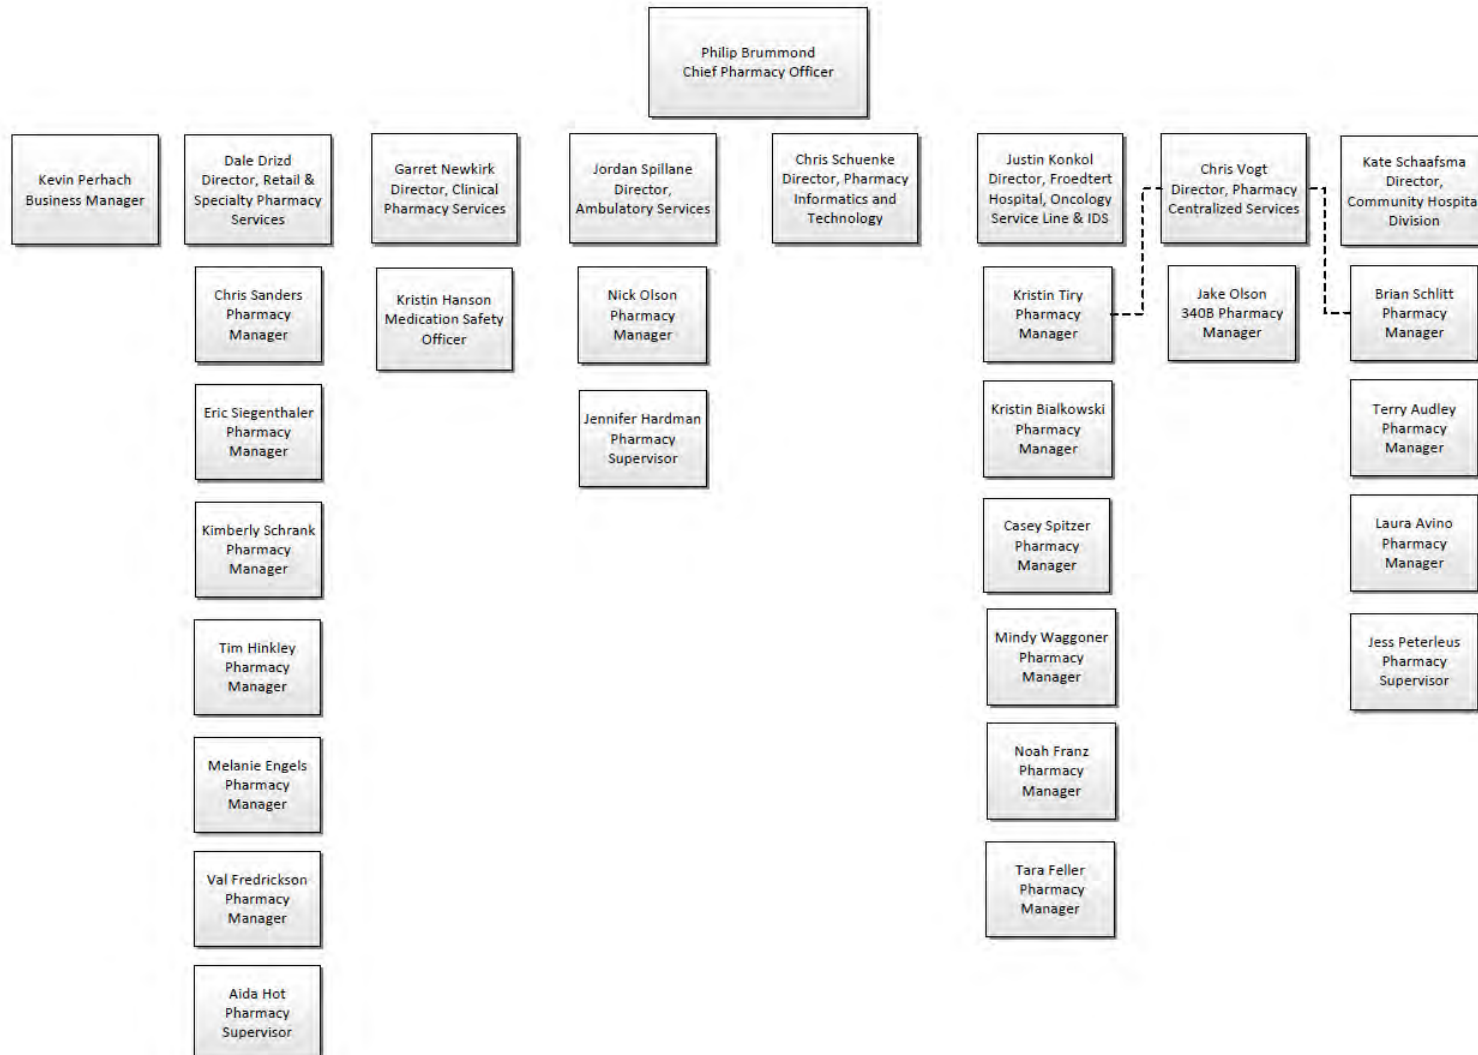 Philip Brummond
Chief Pharmacy Officer
Kevin Perhach
Business Manager
Dale Drizd
Director, Retail &
Specialty Pharmacy
Services
Garret Newkirk
Director, Clinical
Pharmacy Services
Jordan Spillane
Director,
Ambulatory Services
Chris Schuenke
Director, Pharmacy
Informatics and
Technology
Justin Konkol
Director, Froedtert
Hospital, Oncology
Service Line & IDS
Chris Vogt
Director, Pharmacy
Centralized Services
Kate Schaafsma
Director,
Community Hospita
Division
Chris Sanders
Pharmacy
Manager
Kristin Hanson
Medication Safety
Officer
Nick Olson
Pharmacy
Manager
Kristin Tiry
Pharmacy
Manager
Jake Olson
340B Pharmacy
Manager
Brian Schlitt
Pharmacy
Manager
Eric Siegenthaler
Pharmacy
Manager
Jennifer Hardman
Pharmacy
Supervisor
Kristin Bialkowski
Pharmacy
Manager
Terry Audley
Pharmacy
Manager
Kimberly Schrank
Pharmacy
Manager
Casey Spitzer
Pharmacy
Manager
Laura Avino
Pharmacy
Manager
Tim Hinkley
Pharmacy
Manager
Mindy Waggoner
Pharmacy
Manager
Jess Peterleus
Pharmacy
Supervisor
Melanie Engels
Pharmacy
Manager
Noah Franz
Pharmacy
Manager
Val Fredrickson
Pharmacy
Manager
Tara Feller
Pharmacy
Manager
Aida Hot
Pharmacy
Supervisor